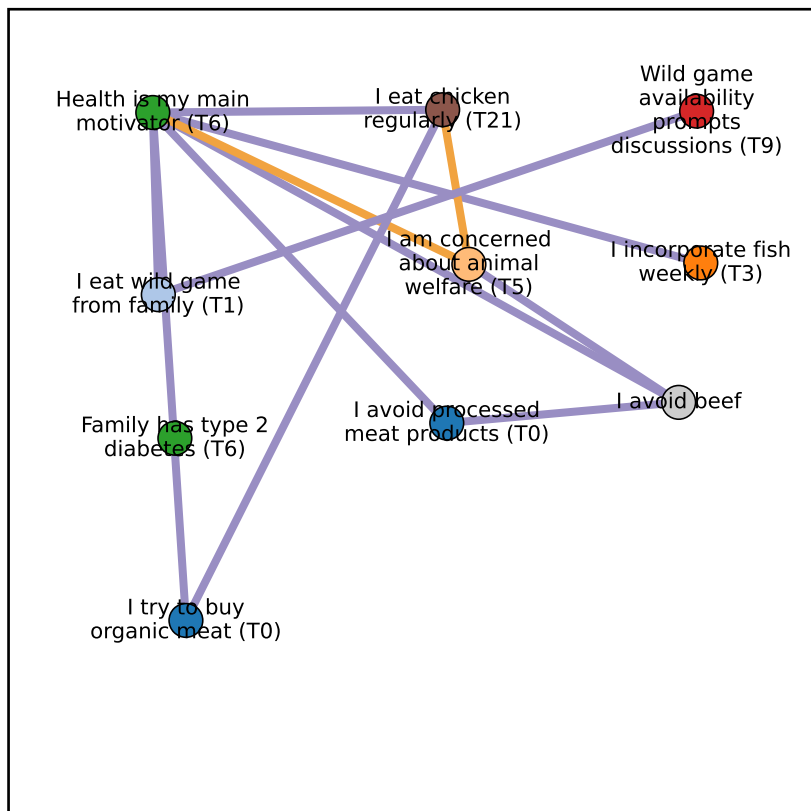 Health is my main
motivator (T6)
I eat chicken
regularly (T21)
Wild game
availability
prompts
discussions (T9)
I am concerned
about animal
welfare (T5)
I incorporate fish
weekly (T3)
I eat wild game
from family (T1)
Family has type 2
diabetes (T6)
I avoid processed
meat products (T0)
I avoid beef
I try to buy
organic meat (T0)